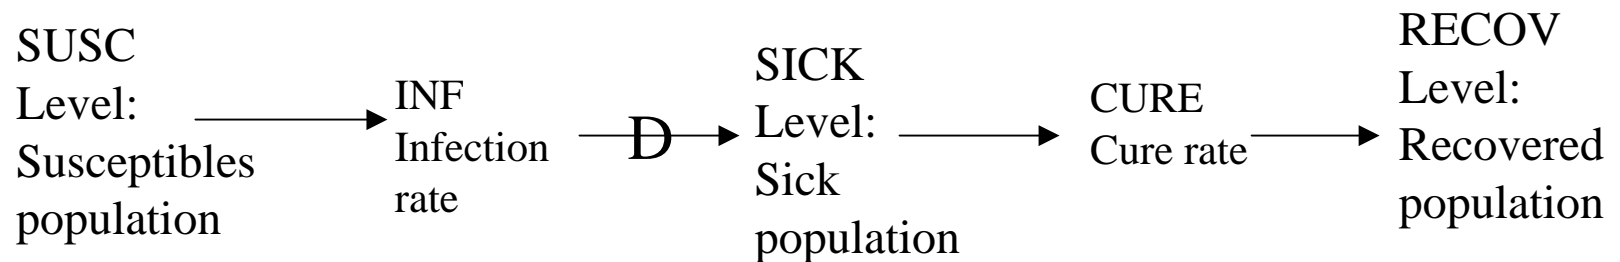 SUSC
Level:
Susceptibles
population
INF
Infection
rate
D
SICK
Level:
Sick
population
CURE
Cure rate
RECOV
Level:
Recovered
population